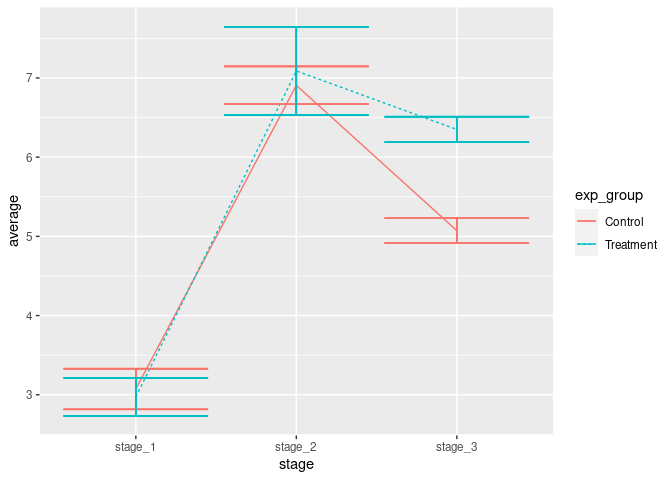 7
6
5
4
3
average
stage_1 stage_2 stage_3
stage
exp_group
Control
Treatment